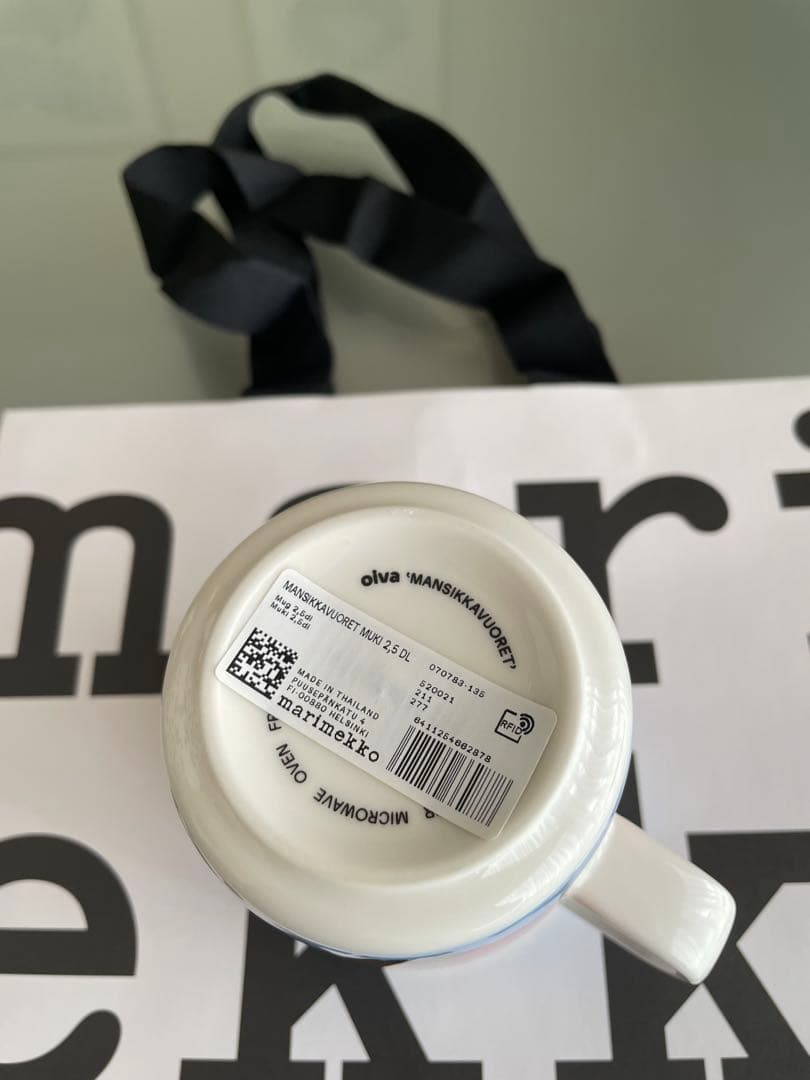 mari
oiva 'MANSIKKAVUORET'
MANSIKKAVUORET MUKI 2,5 DL
Mug 2,5dl
Muki 2,5dl
070783-135
520021
211
277
RFID
MADE IN THAILAND
PUUSEPÄNKATU 4
FI-00880 HELSINKI
marimekko
6411254602878
MICROWAVE OVEN
ekk